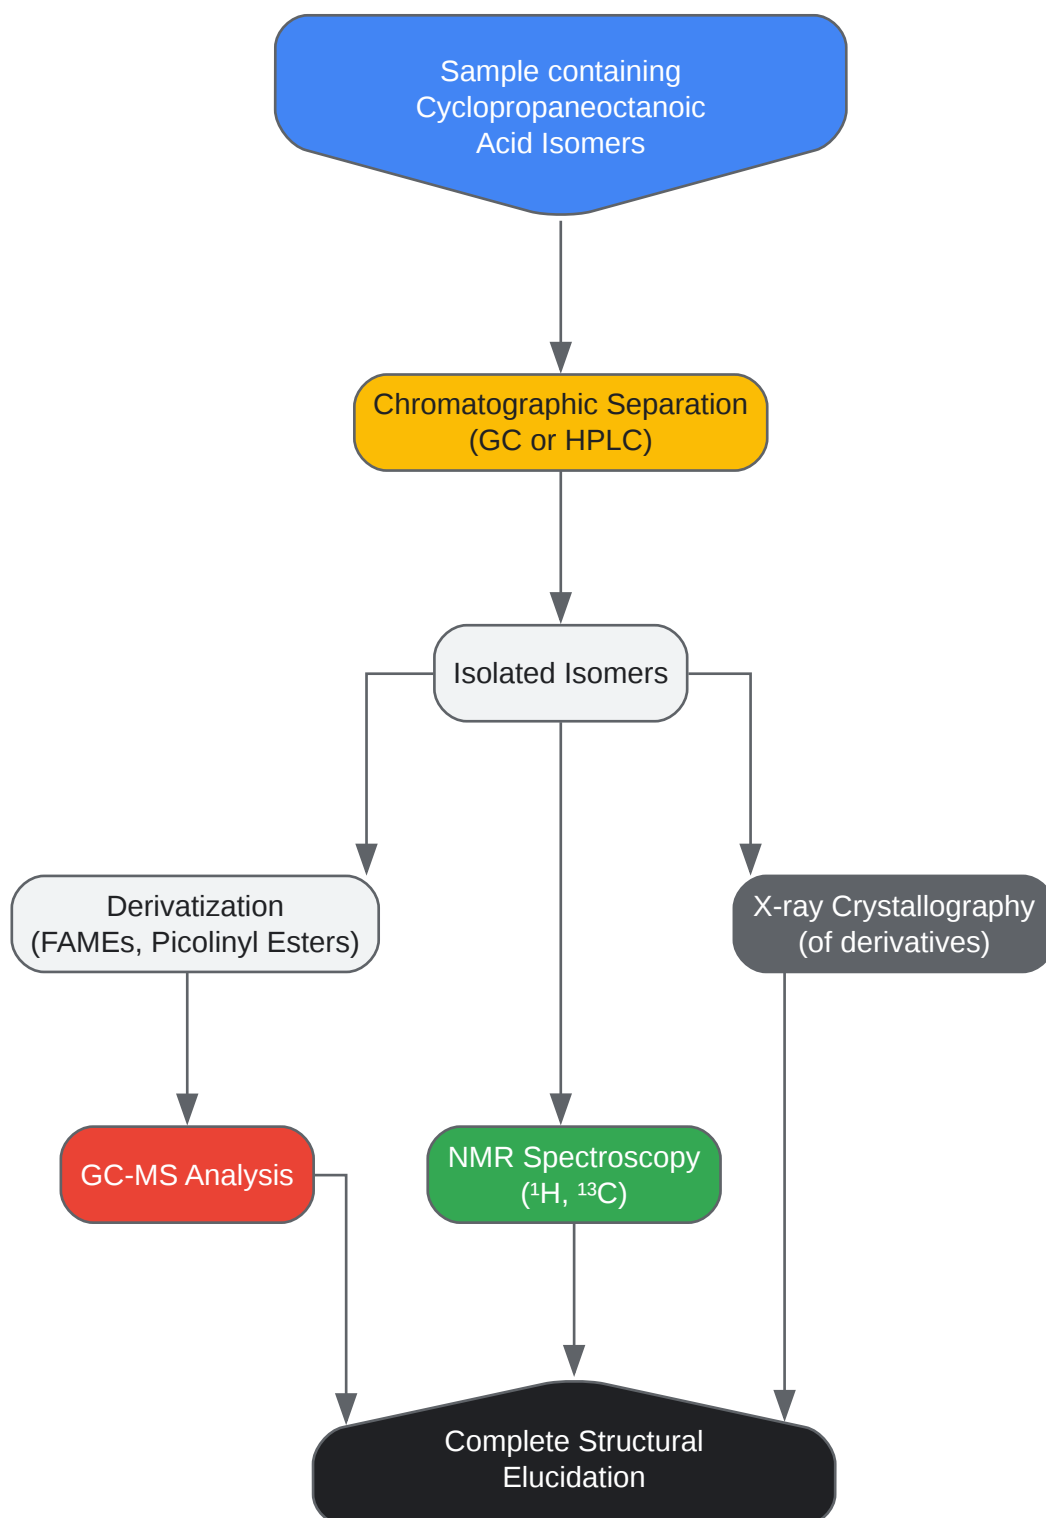 Sample containing
Cyclopropaneoctanoic
Acid Isomers
Chromatographic Separation
(GC or HPLC)
Isolated Isomers
Derivatization
(FAMEs, Picolinyl Esters)
X-ray Crystallography
(of derivatives)
GC-MS Analysis
NMR Spectroscopy
(¹H, ¹³C)
Complete Structural
Elucidation